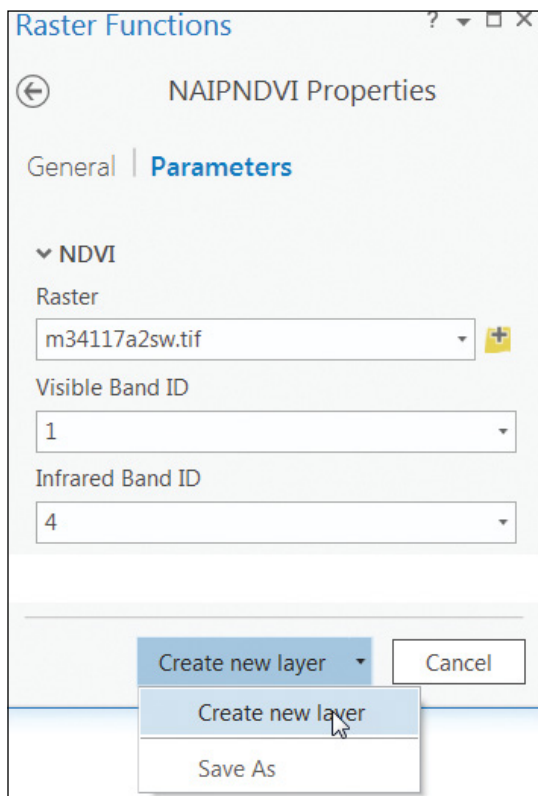 Raster Functions
?
NAIPNDVI Properties
General | Parameters
NDVI
Raster
m34117a2sw.tif
Visible Band ID
1
Infrared Band ID
4
Create new layer
Cancel
Create new layer
Save As